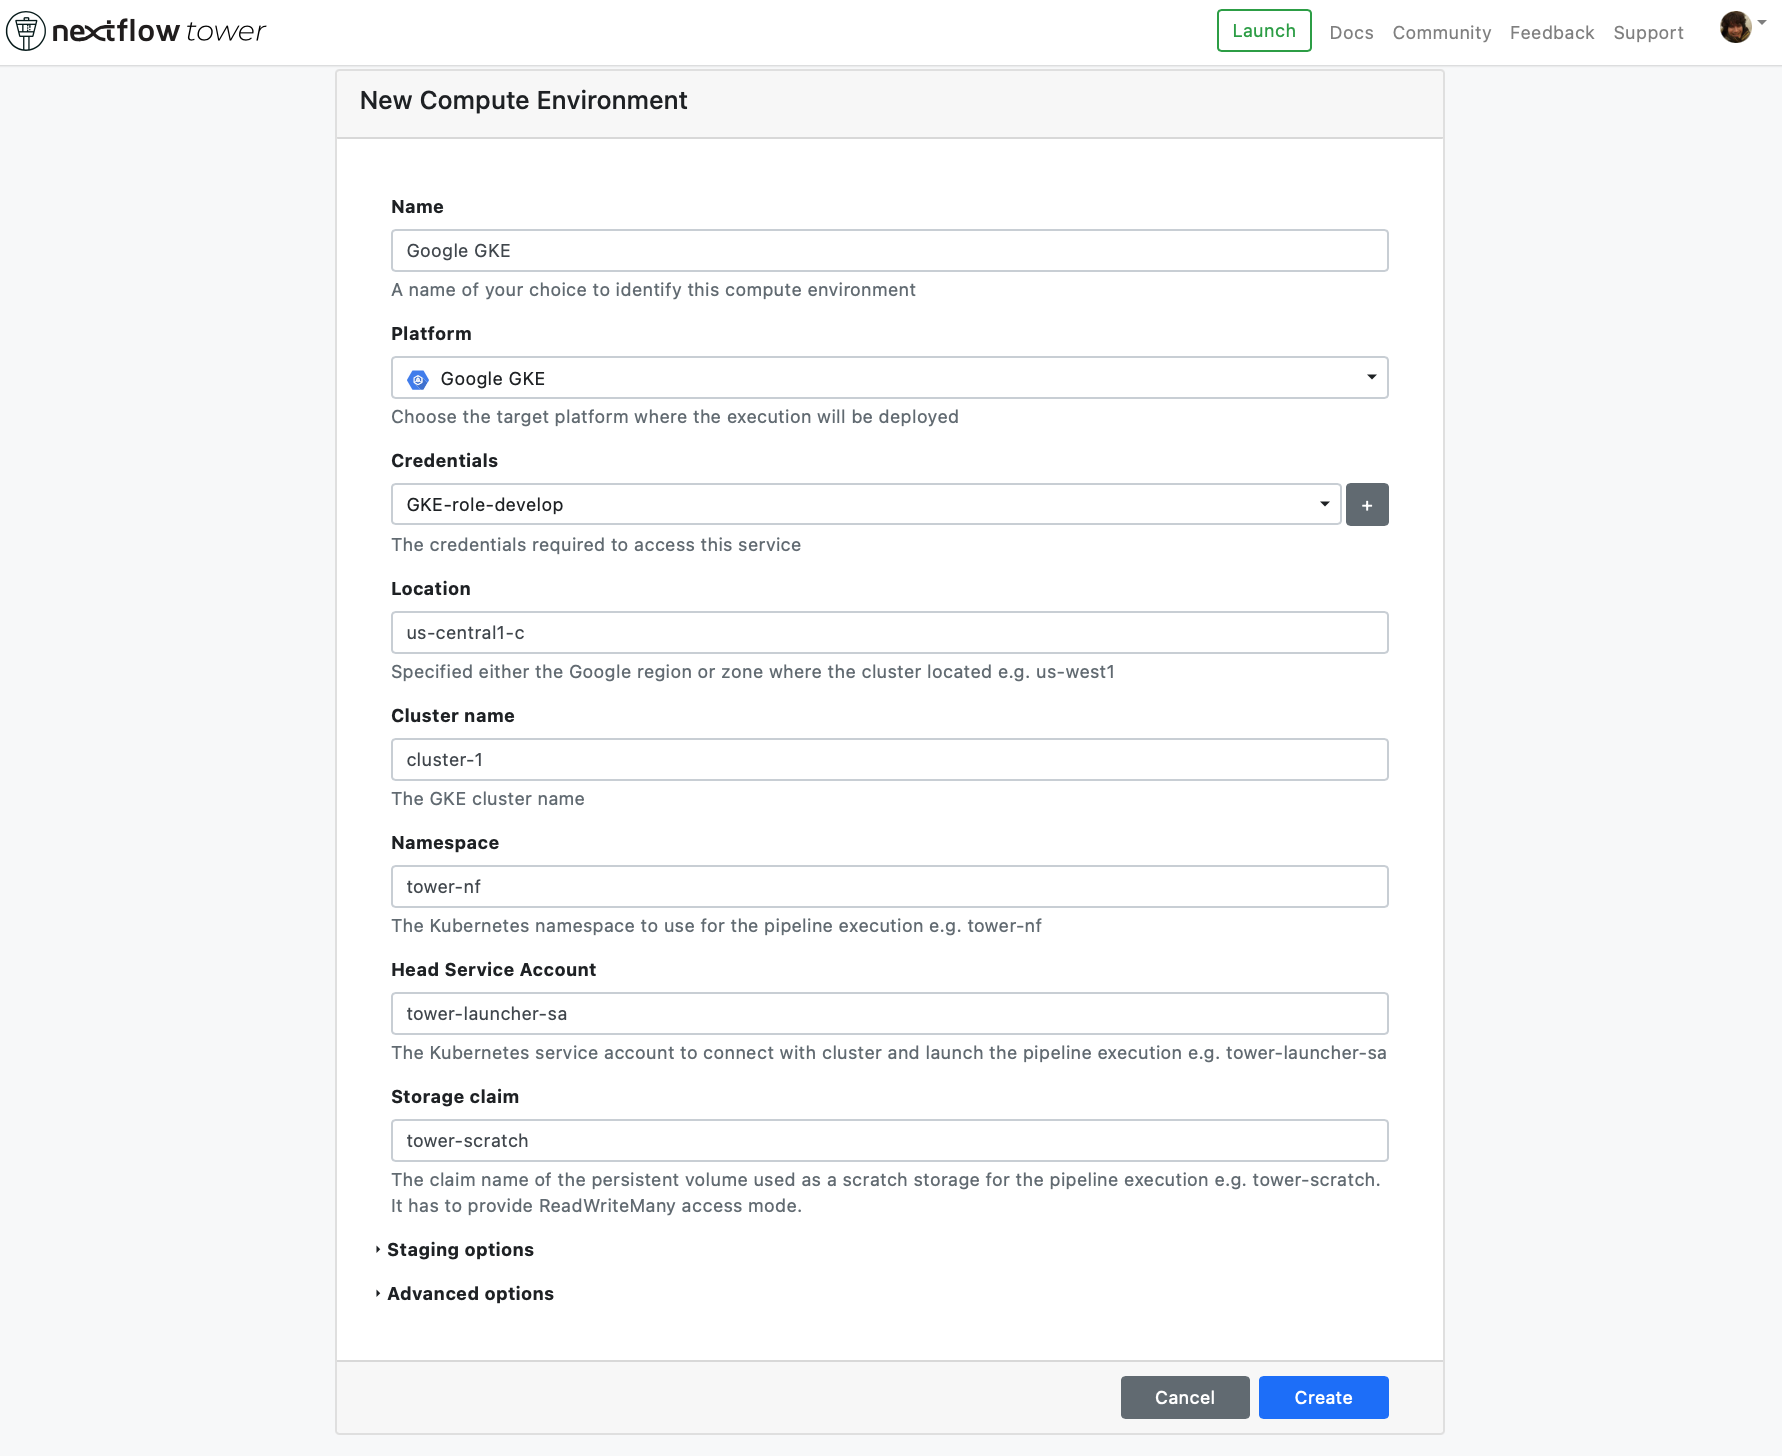 nextflow tower
Launch Docs Community Feedback Support
New Compute Environment
Name
Google GKE
A name of your choice to identify this compute environment
Platform
Google GKE
Choose the target platform where the execution will be deployed
Credentials
GKE-role-develop
+
The credentials required to access this service
Location
us-central1-c
Specified either the Google region or zone where the cluster located e.g. us-west1
Cluster name
cluster-1
The GKE cluster name
Namespace
tower-nf
The Kubernetes namespace to use for the pipeline execution e.g. tower-nf
Head Service Account
tower-launcher-sa
The Kubernetes service account to connect with cluster and launch the pipeline execution e.g. tower-launcher-sa
Storage claim
tower-scratch
The claim name of the persistent volume used as a scratch storage for the pipeline execution e.g. tower-scratch.
It has to provide ReadWriteMany access mode.
Staging options
Advanced options
Cancel Create